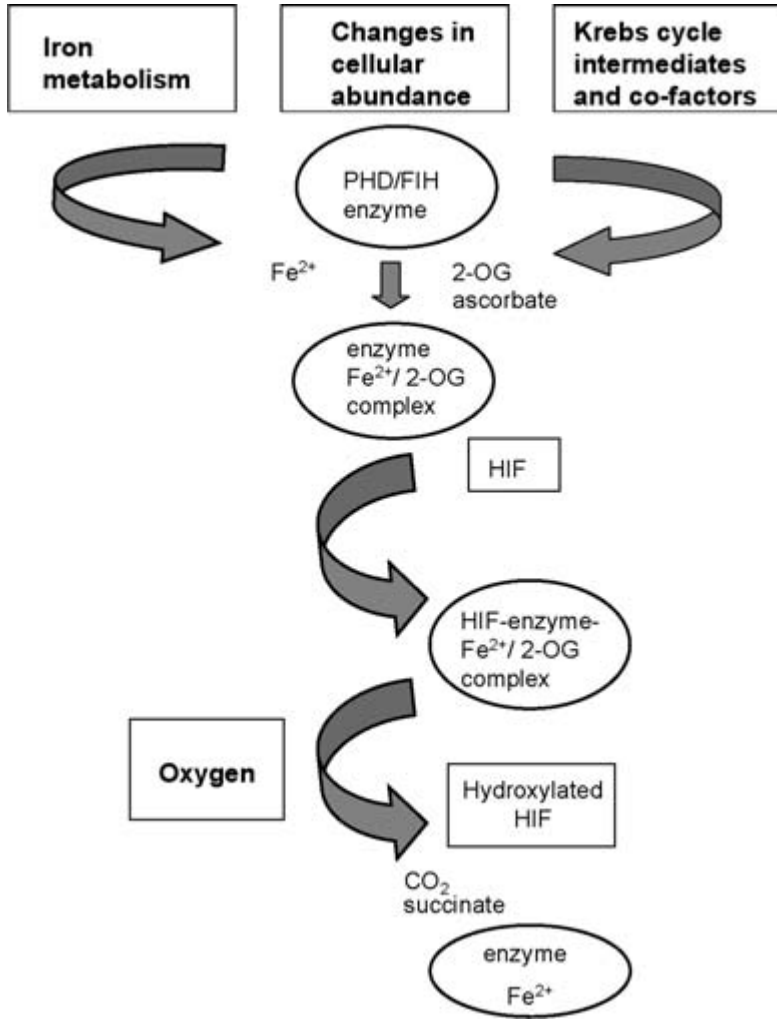 Iron
metabolism
Changes in
cellular
abundance
Krebs cycle
intermediates
and co-factors
PHD/FIH
enzyme
Fe²⁺
2-OG
ascorbate
enzyme
Fe²⁺/ 2-OG
complex
HIF
HIF-enzyme-
Fe²⁺/ 2-OG
complex
Oxygen
Hydroxylated
HIF
CO₂
succinate
enzyme
Fe²⁺